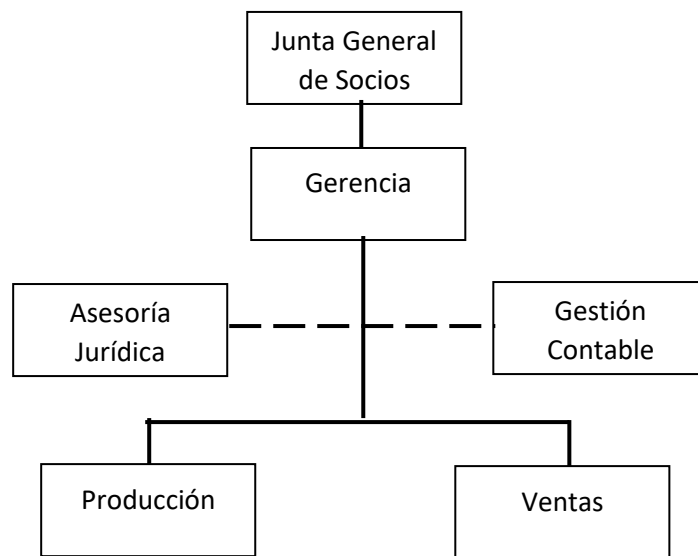 Junta General
de Socios
Gerencia
Asesoría
Jurídica
Gestión
Contable
Producción
Ventas